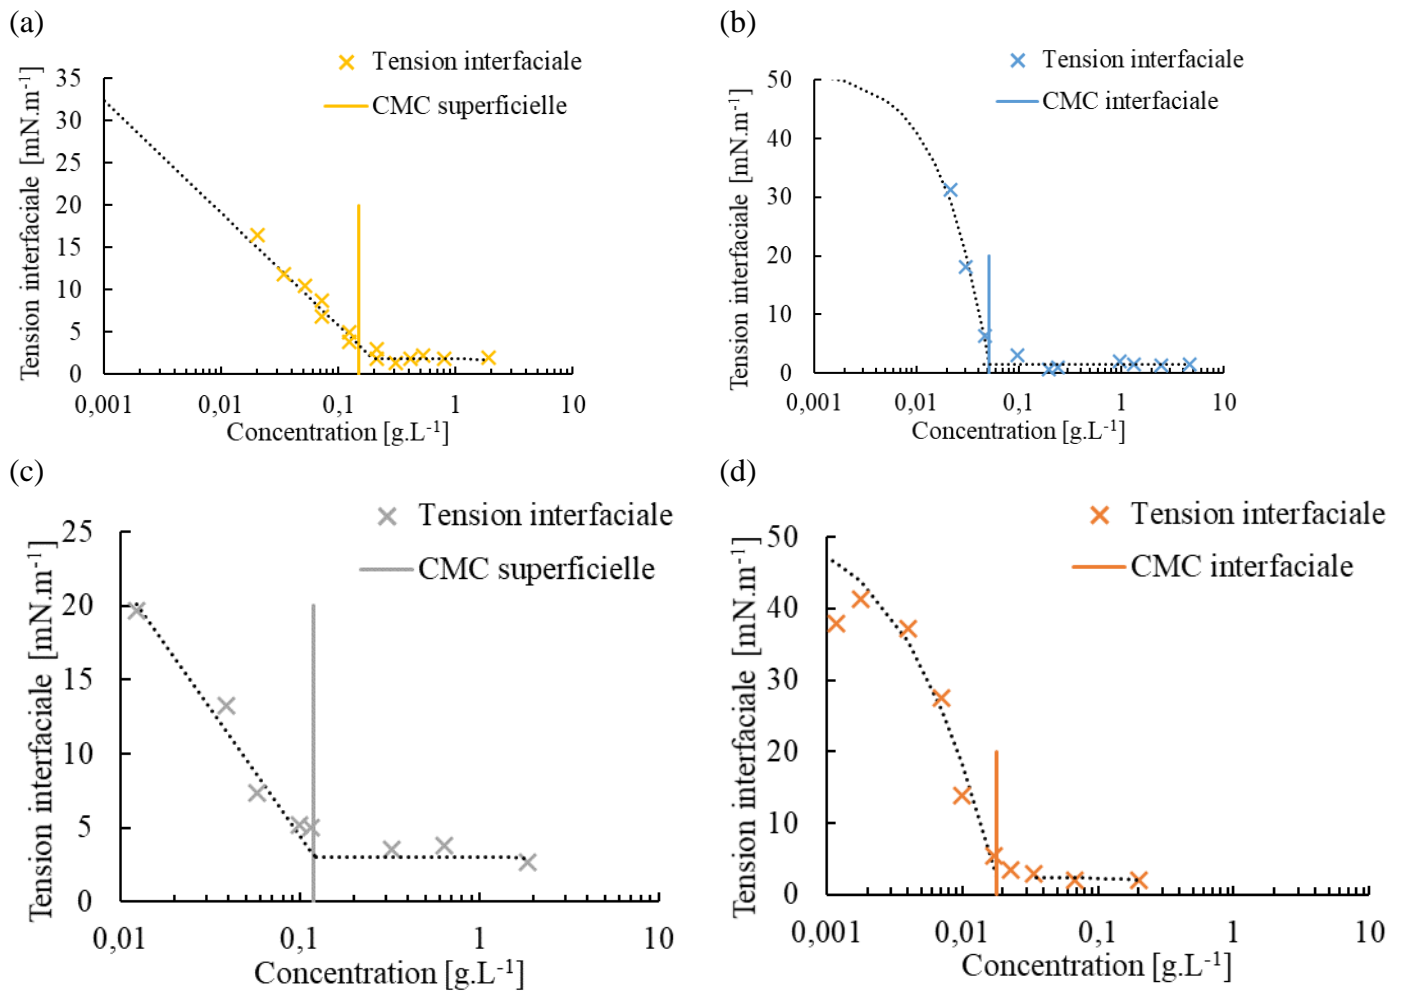 (a)
Tension interfaciale
CMC superficielle
Tension interfaciale [mN.m-1]
35
30
25
20
15
10
5
0
0,001 0,01 0,1 1 10
Concentration [g.L-1]
(b)
Tension interfaciale
CMC interfaciale
Tension interfaciale [mN.m-1]
50
40
30
20
10
0
0,001 0,01 0,1 1 10
Concentration [g.L-1]
(c)
Tension interfaciale
CMC superficielle
Tension interfaciale [mN.m-1]
25
20
15
10
5
0
0,01 0,1 1 10
Concentration [g.L-1]
(d)
Tension interfaciale
CMC interfaciale
Tension interfaciale [mN.m-1]
50
40
30
20
10
0
0,001 0,01 0,1 1 10
Concentration [g.L-1]